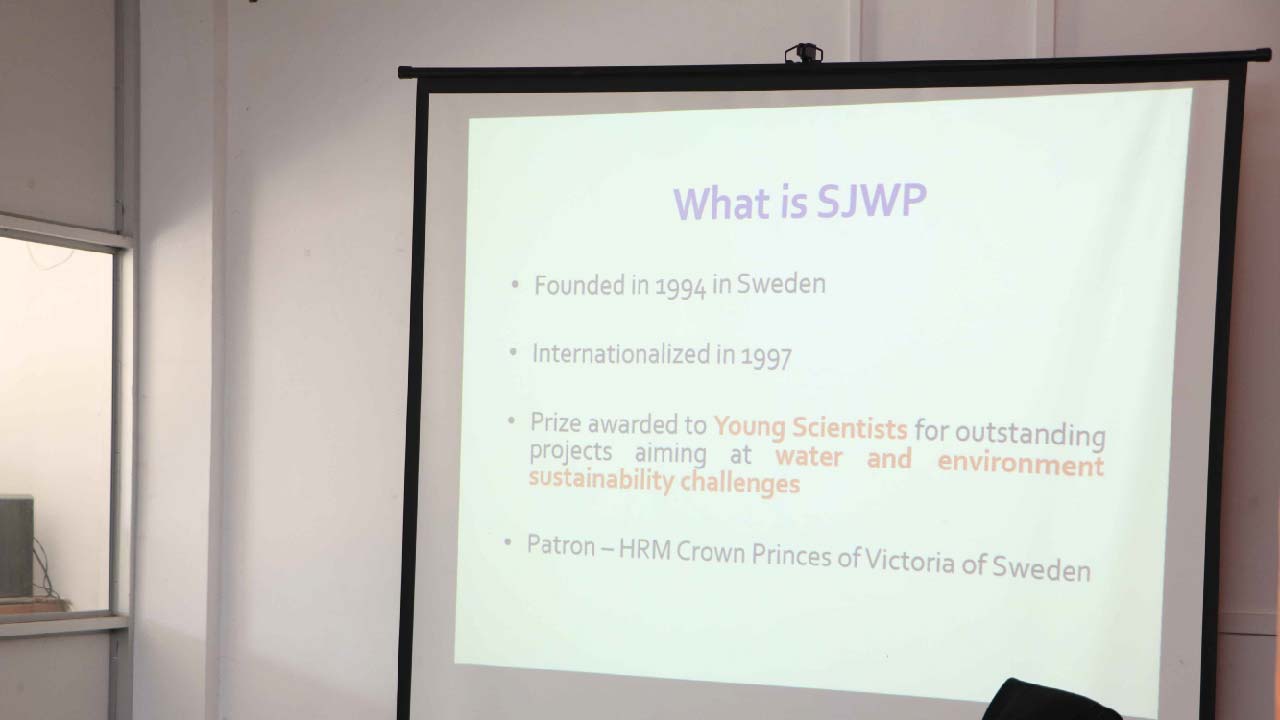 What is SJWP
• Founded in 1994 in Sweden
• Internationalized in 1997
• Prize awarded to Young Scientists for outstanding
projects aiming at water and environment
sustainability challenges
• Patron – HRM Crown Princes of Victoria of Sweden